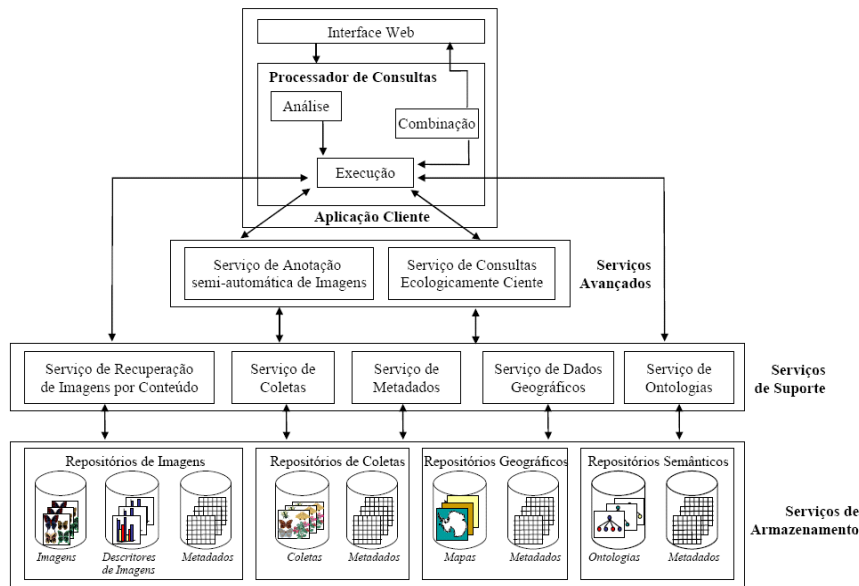 Interface Web
Processador de Consultas
Análise
Combinação
Execução
Aplicação Cliente
Serviço de Anotação
semi-automática de Imagens
Serviço de Consultas
Ecologicamente Ciente
Serviços
Avançados
Serviço de Recuperação
de Imagens por Conteúdo
Serviço de
Coletas
Serviço de
Metadados
Serviço de Dados
Geográficos
Serviço de
Ontologias
Serviços
de Suporte
Repositórios de Imagens
Imagens
Descritores
de Imagens
Metadados
Repositórios de Coletas
Coletas
Metadados
Repositórios Geográficos
Mapas
Metadados
Repositórios Semânticos
Ontologias
Metadados
Serviços de
Armazenamento